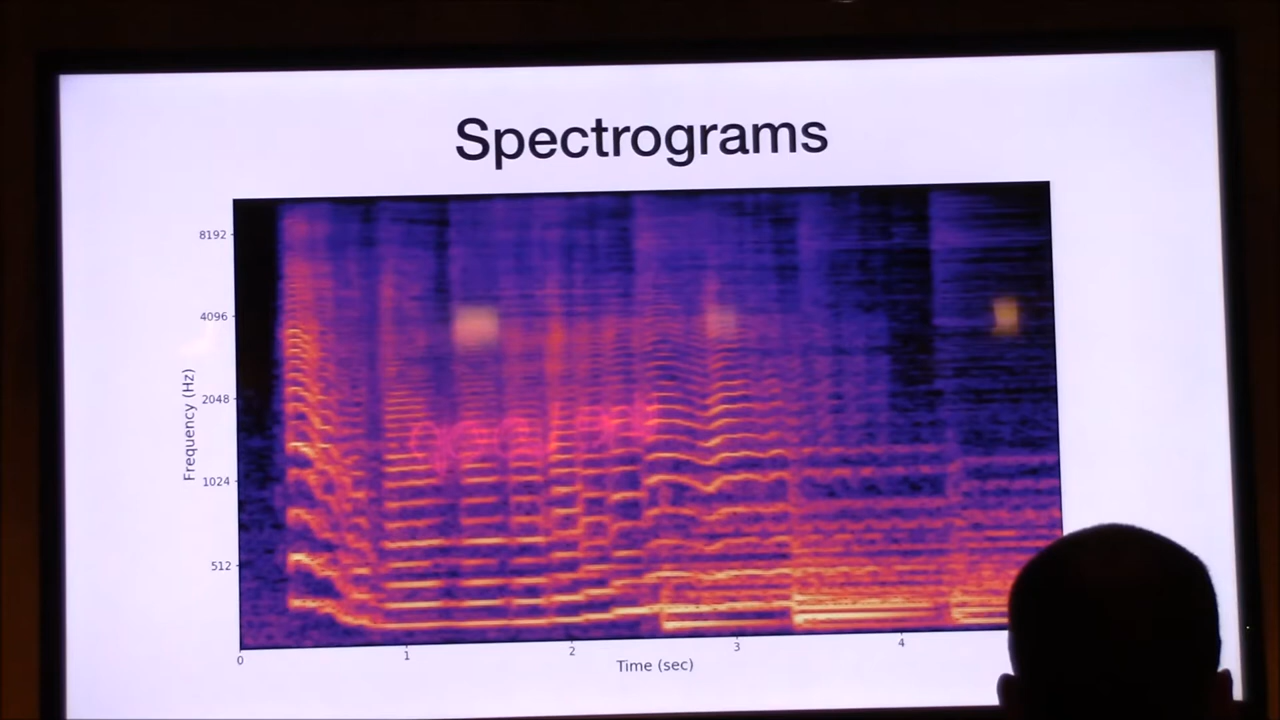 Spectrograms
8192
4096
2048
1024
512
Frequency (Hz)
0 1 2 3 4
Time (sec)